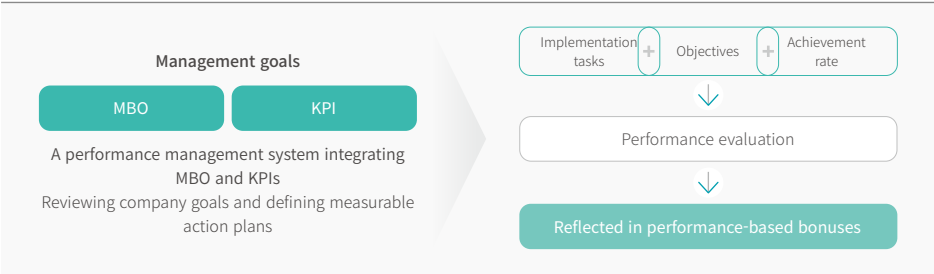 Management goals
MBO
KPI
A performance management system integrating
MBO and KPIs
Reviewing company goals and defining measurable
action plans
Implementation
tasks
+
Objectives
+
Achievement
rate
Performance evaluation
Reflected in performance-based bonuses